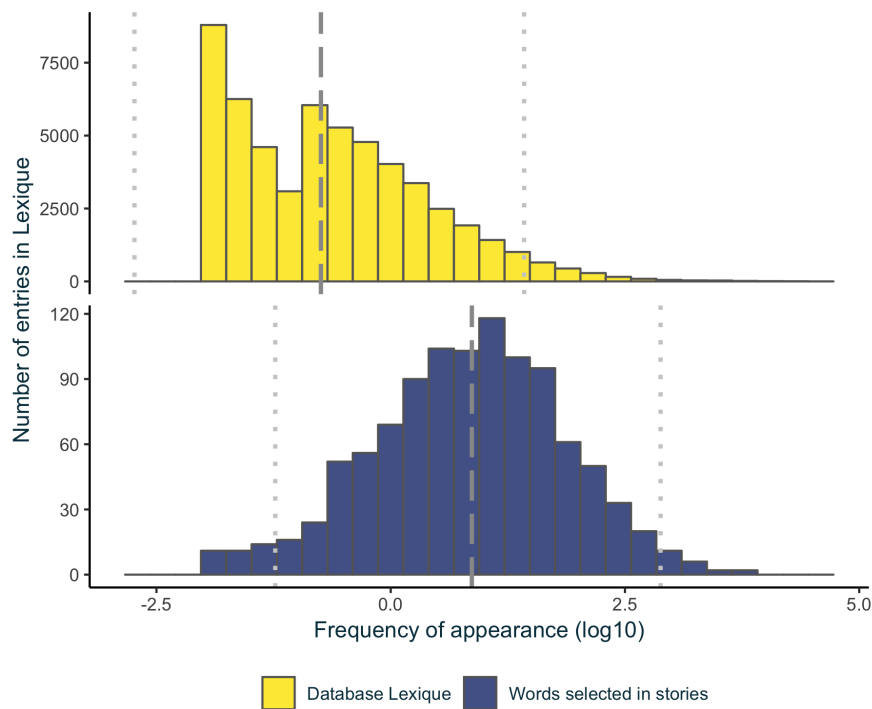 Number of entries in Lexique
7500
5000
2500
0
120
90
60
30
0
-2.5 0.0 2.5 5.0
Frequency of appearance (log10)
Database Lexique Words selected in stories